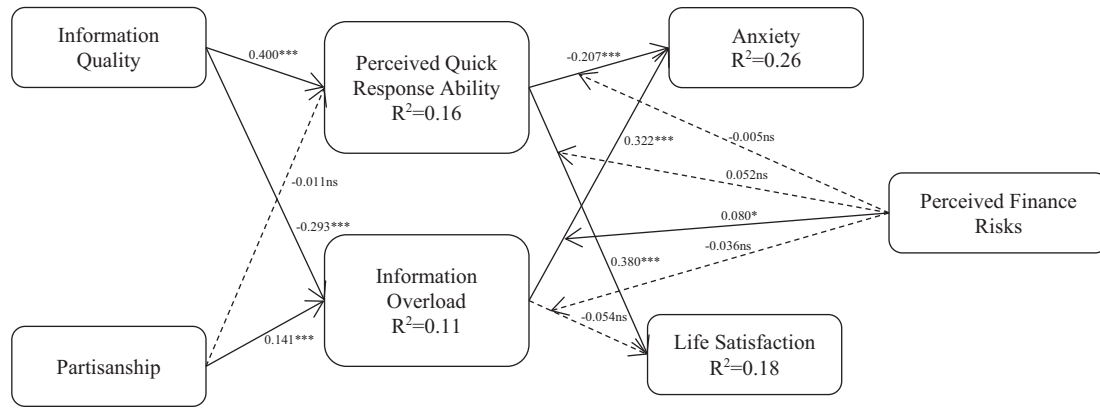 Information
Quality
Perceived Quick
Response Ability
R²=0.16
Anxiety
R²=0.26
0.400***
-0.207***
0.322***
-0.005ns
0.052ns
-0.011ns
Perceived Finance
Risks
0.080*
-0.293***
-0.036ns
0.380***
Information
Overload
R²=0.11
-0.054ns
0.141***
Partisanship
Life Satisfaction
R²=0.18